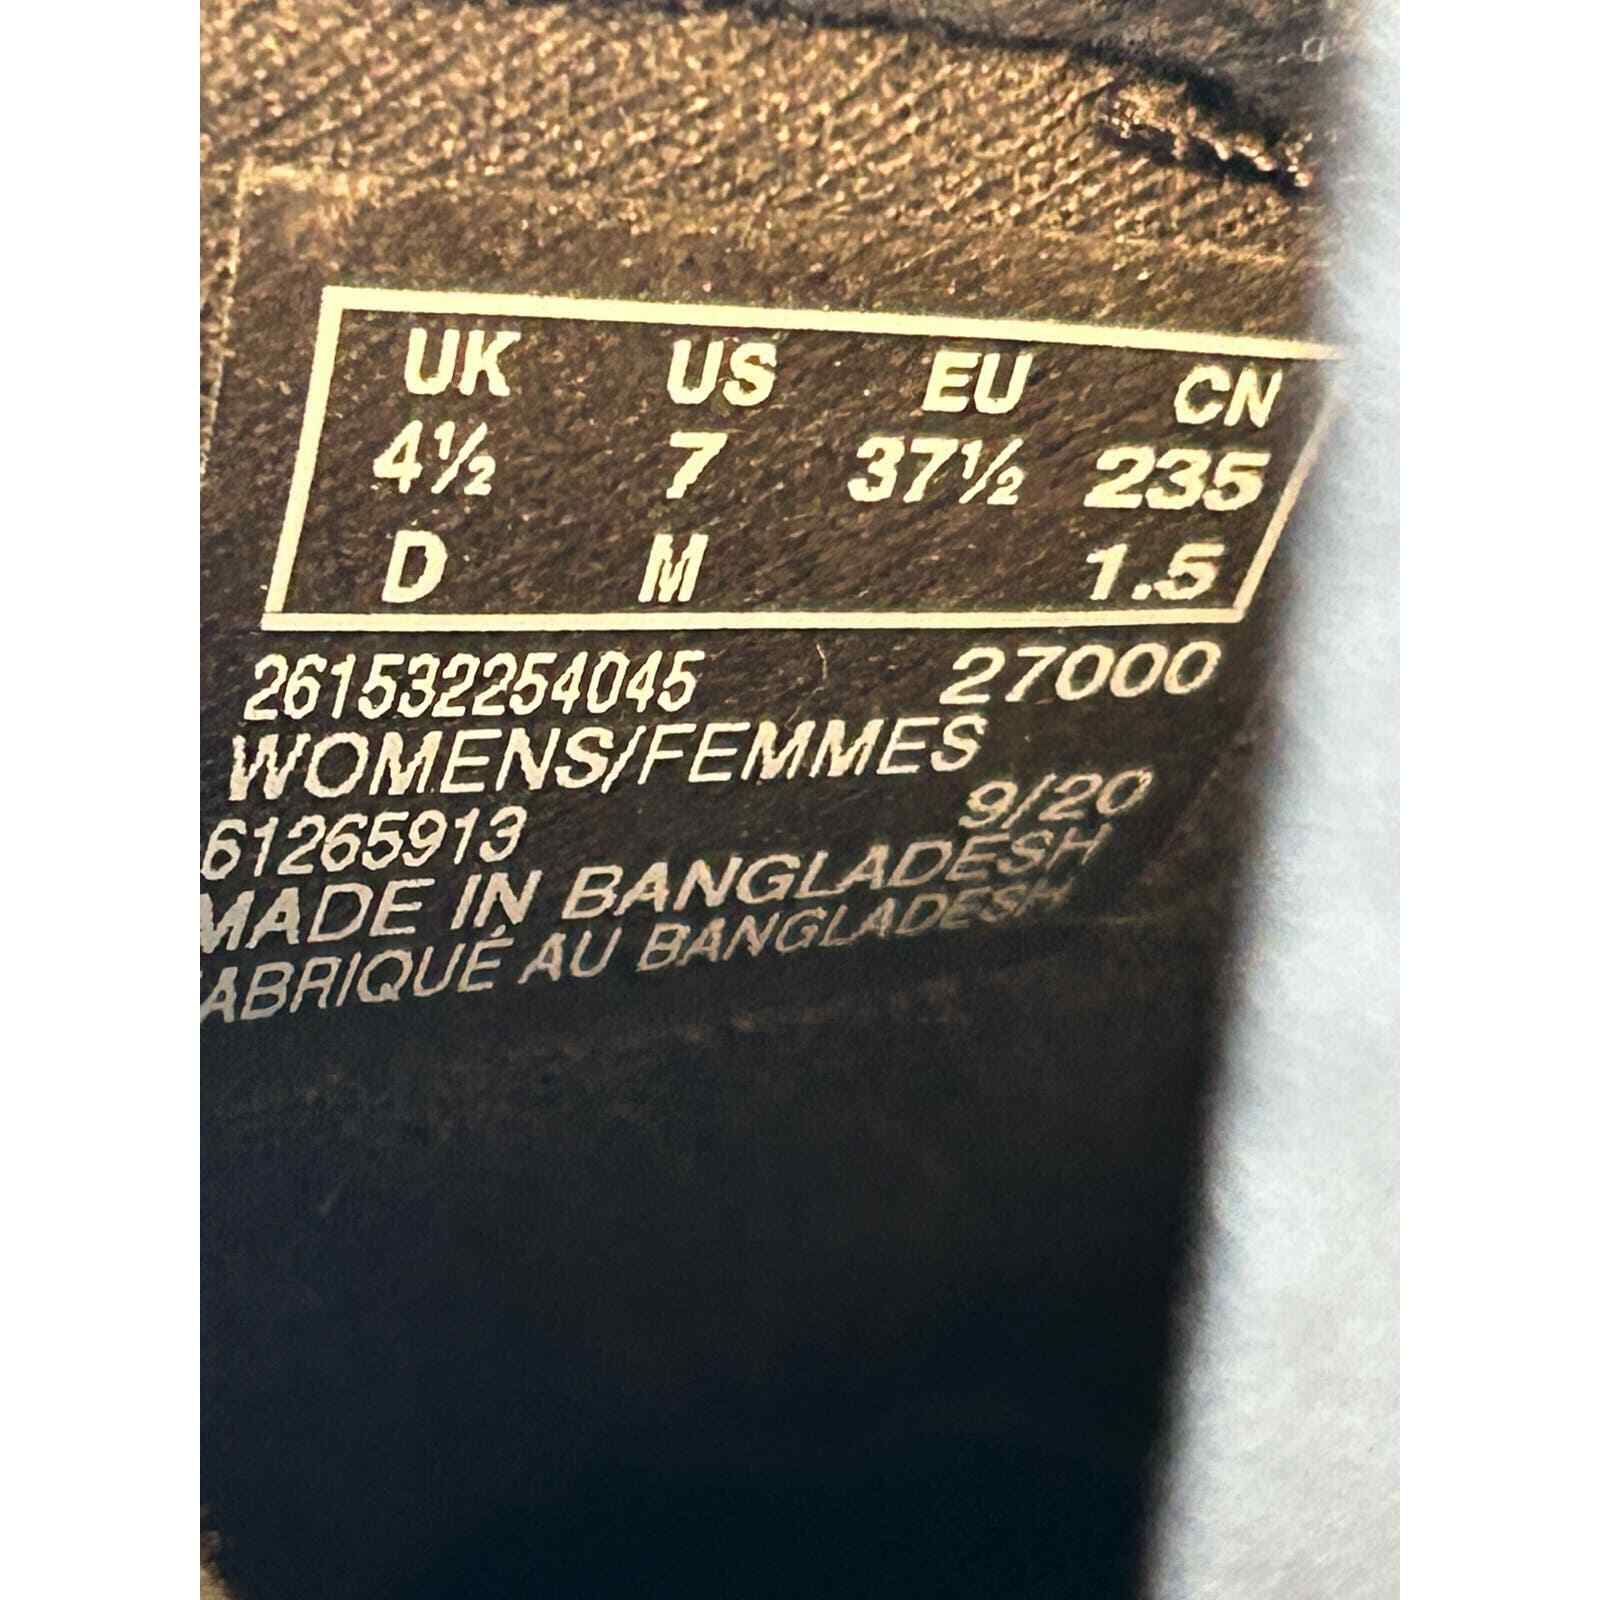 UK US EU CN
4½ 7 37½ 235
D M 1.5
261532254045 27000
WOMENS/FEMMES
61265913 9/20
MADE IN BANGLADESH
FABRIQUÉ AU BANGLADESH